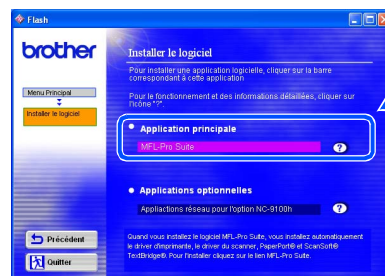 Flash
brother
Installer le logiciel
Pour installer une application logicielle, cliquer sur la barre
correspondant à cette application
Pour le fonctionnement et des informations détaillées, cliquer sur
l'icône "?".
Menu Principal
Installer le logiciel
Application principale
MFL-Pro Suite
?
Applications optionnelles
Appliactions réseau pour l'option NC-9100h
?
Précédent
Quitter
Quand vous installez le logiciel MFL-Pro Suite, vous installez automatiquement
le driver d'imprimante, le driver du scanner, PaperPort® et ScanSoft®
TextBridge®. Pour l'installer cliquez sur le lien MFL-Pro Suite.